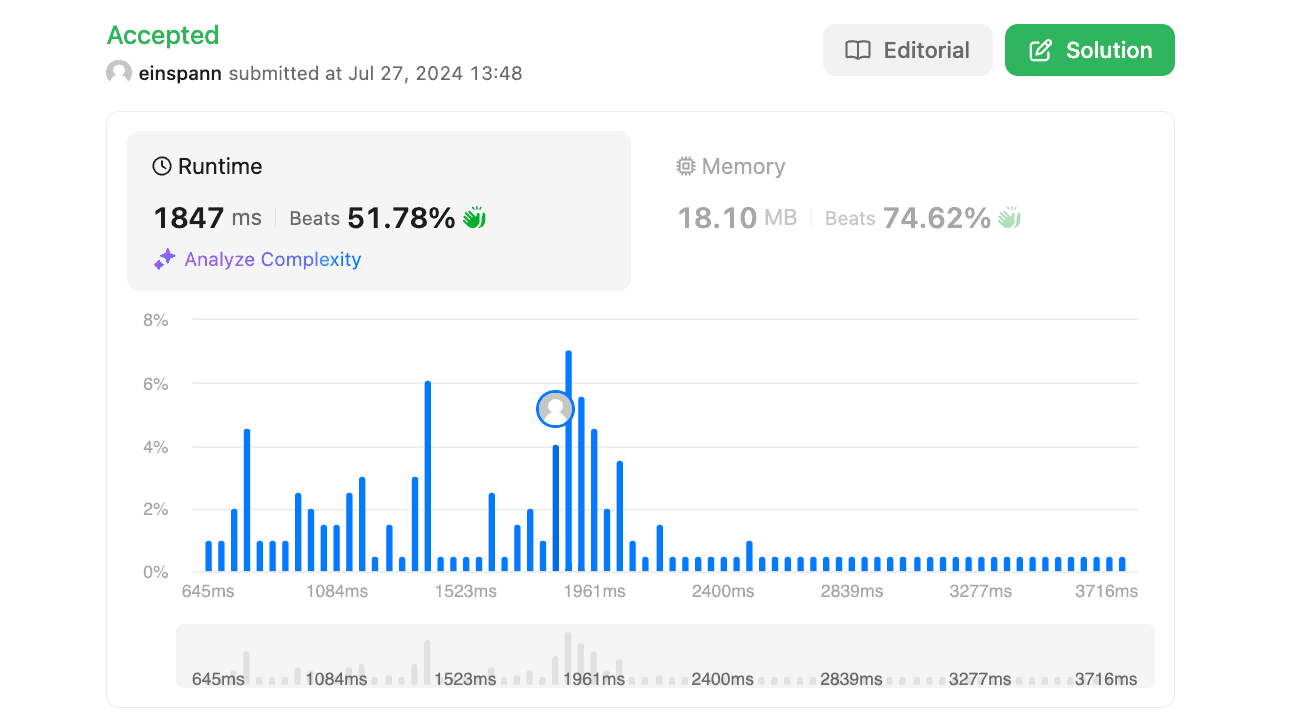 Accepted
Editorial
Solution
einspann submitted at Jul 27, 2024 13:48
Runtime
1847 ms Beats 51.78%
Analyze Complexity
Memory
18.10 MB Beats 74.62%
8%
6%
4%
2%
0%
645ms 1084ms 1523ms 1961ms 2400ms 2839ms 3277ms 3716ms
645ms 1084ms 1523ms 1961ms 2400ms 2839ms 3277ms 3716ms